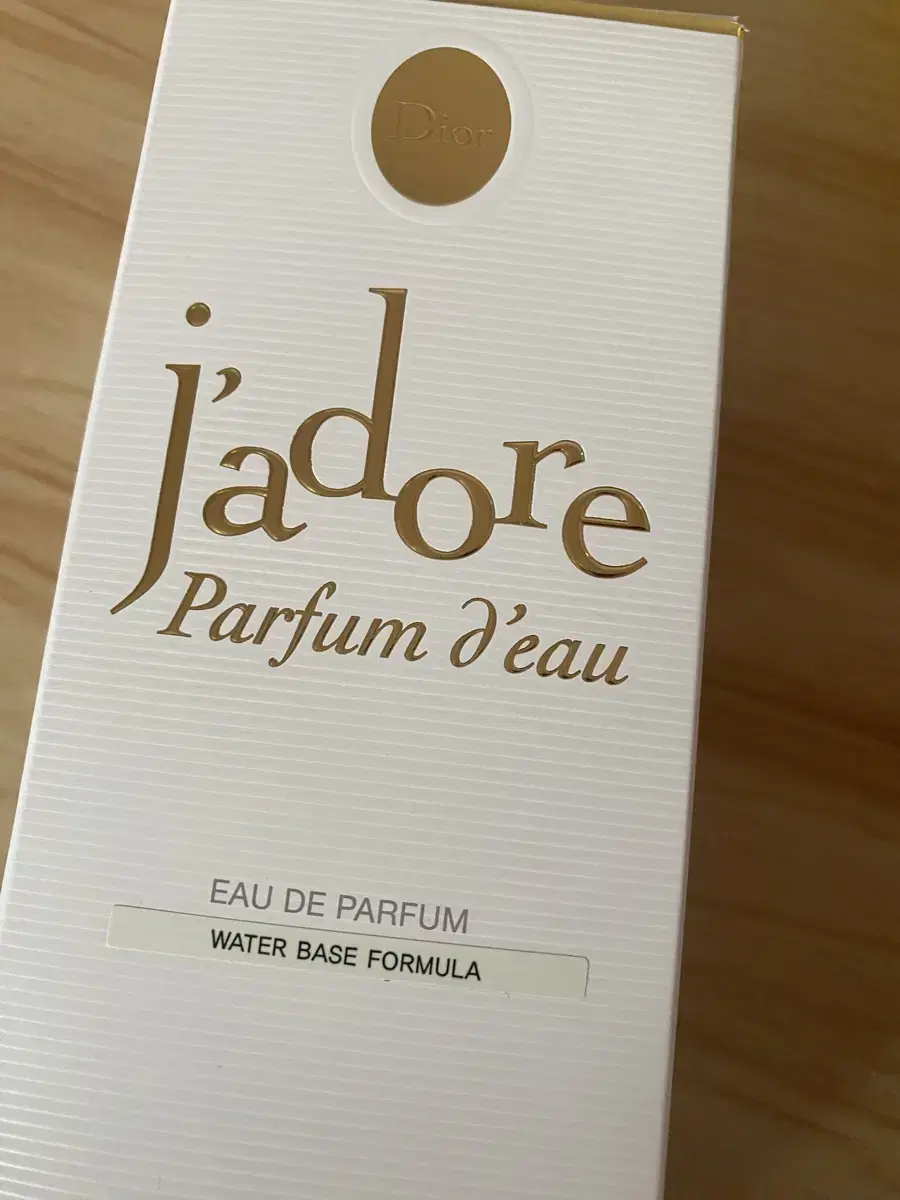 Dior
j'adore
Parfum d'eau
EAU DE PARFUM
WATER BASE FORMULA